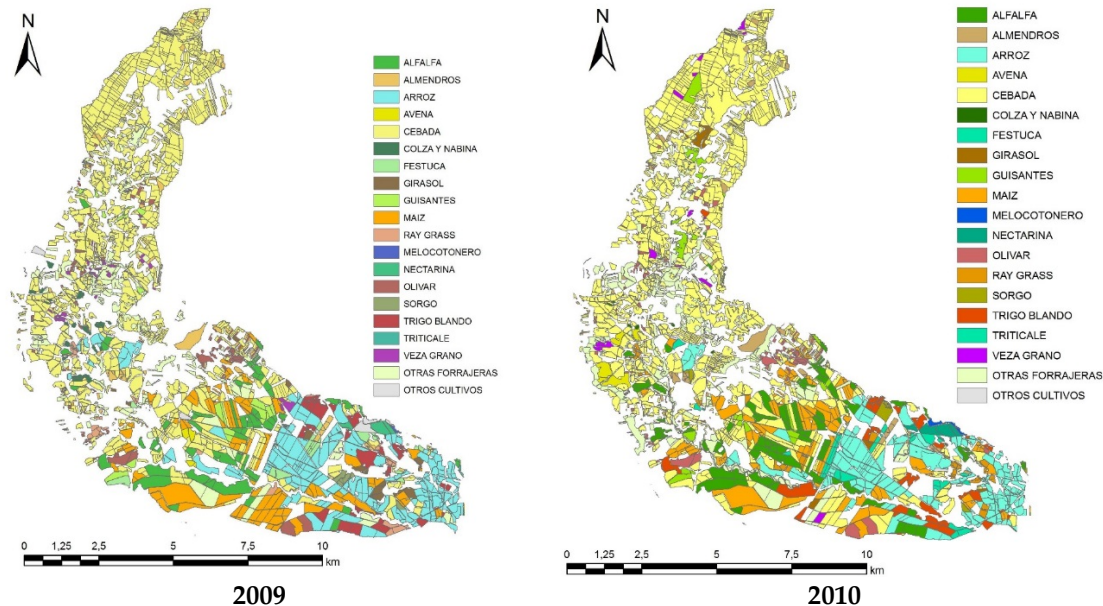 N
ALFALFA
ALMENDROS
ARROZ
AVENA
CEBADA
COLZA Y NABINA
FESTUCA
GIRASOL
GUISANTES
MAIZ
RAY GRASS
MELOCOTONERO
NECTARINA
OLIVAR
SORGO
TRIGO BLANDO
TRITICALE
VEZA GRANO
OTRAS FORRAJERAS
OTROS CULTIVOS
0 1,25 2,5 5 7,5 10
km
2009
N
ALFALFA
ALMENDROS
ARROZ
AVENA
CEBADA
COLZA Y NABINA
FESTUCA
GIRASOL
GUISANTES
MAIZ
MELOCOTONERO
NECTARINA
OLIVAR
RAY GRASS
SORGO
TRIGO BLANDO
TRITICALE
VEZA GRANO
OTRAS FORRAJERAS
OTROS CULTIVOS
0 1,25 2,5 5 7,5 10
km
2010